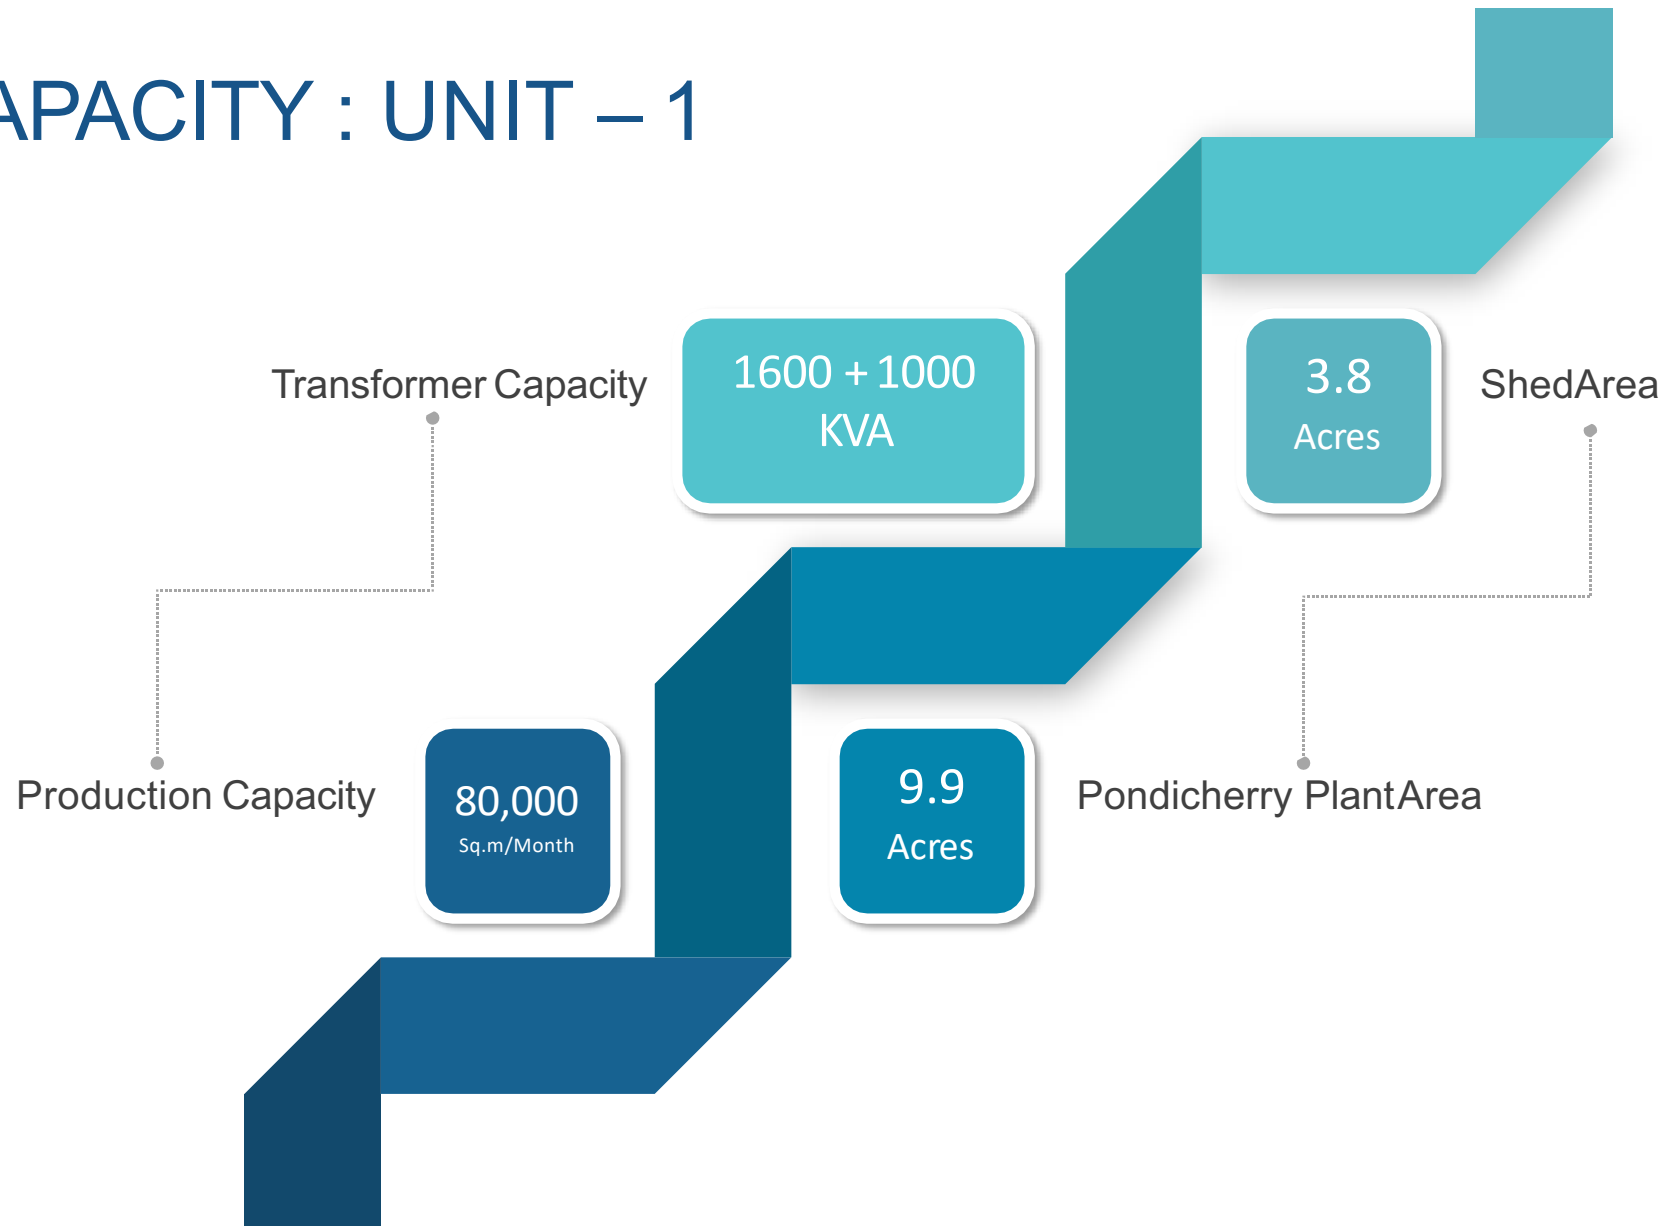 APACITY : UNIT – 1
Transformer Capacity
1600 + 1000
KVA
3.8
Acres
ShedArea
Production Capacity
80,000
Sq.m/Month
9.9
Acres
Pondicherry PlantArea